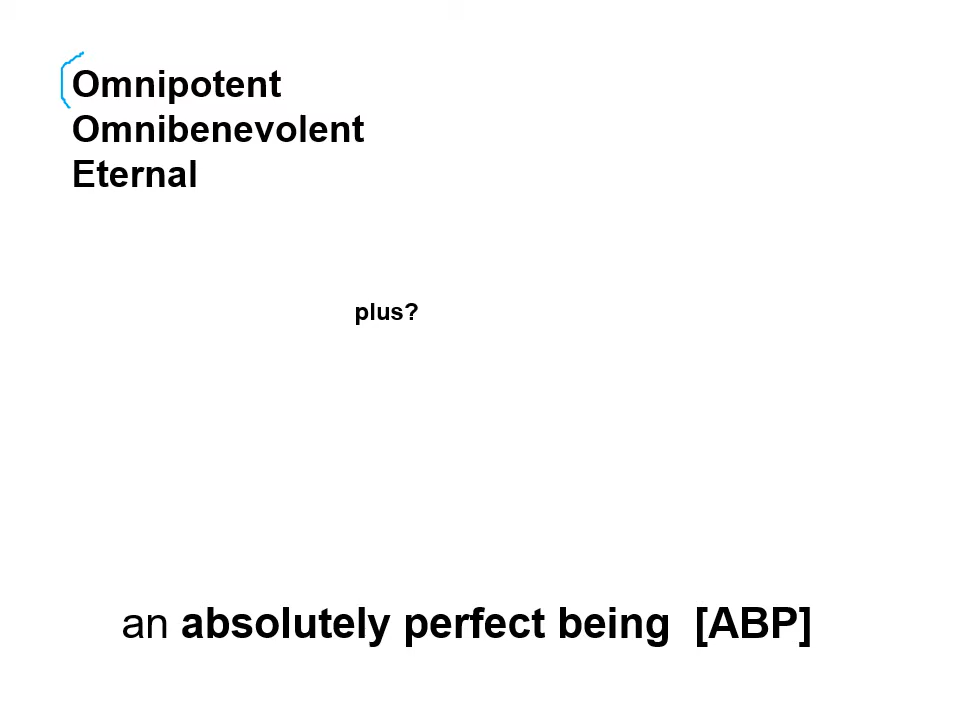 Omnipotent
Omnibenevolent
Eternal
plus?
an absolutely perfect being [ABP]